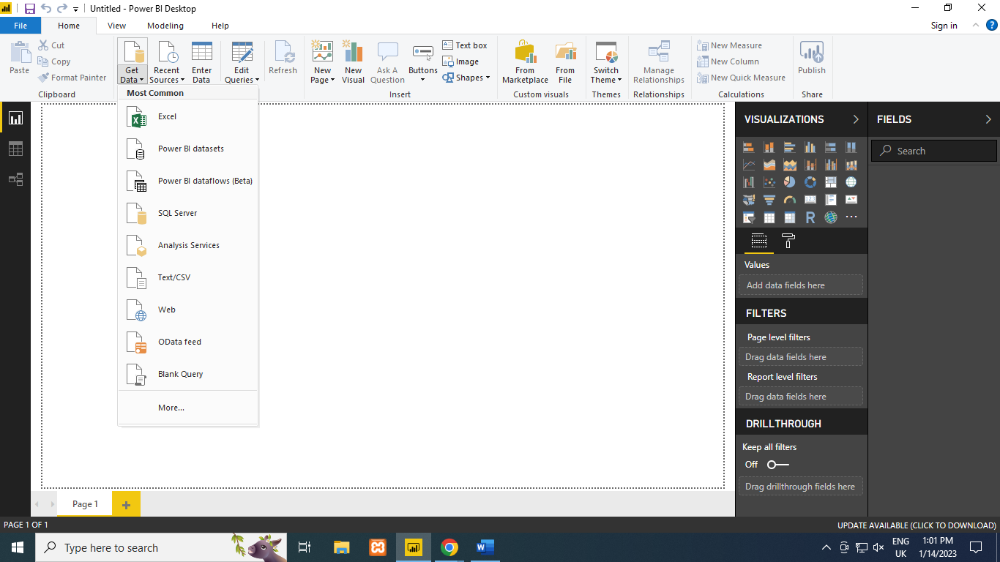 Untitled - Power BI Desktop
File Home View Modeling Help Sign in
Paste
Cut
Copy
Format Painter
Clipboard
Get Data
Recent Sources
Enter Data
Edit Queries
Refresh
New Page
New Visual
Ask A Question
Buttons
Text box
Image
Shapes
Insert
From Marketplace
From File
Custom visuals
Switch Theme
Themes
Manage Relationships
Relationships
New Measure
New Column
New Quick Measure
Calculations
Publish
Share
Most Common
Excel
Power BI datasets
Power BI dataflows (Beta)
SQL Server
Analysis Services
Text/CSV
Web
OData feed
Blank Query
More...
VISUALIZATIONS
R
Values
Add data fields here
FILTERS
Page level filters
Drag data fields here
Report level filters
Drag data fields here
DRILLTHROUGH
Keep all filters
Off
Drag drillthrough fields here
FIELDS
Search
Page 1
PAGE 1 OF 1
UPDATE AVAILABLE (CLICK TO DOWNLOAD)
Type here to search
ENG
UK
1:01 PM
1/14/2023